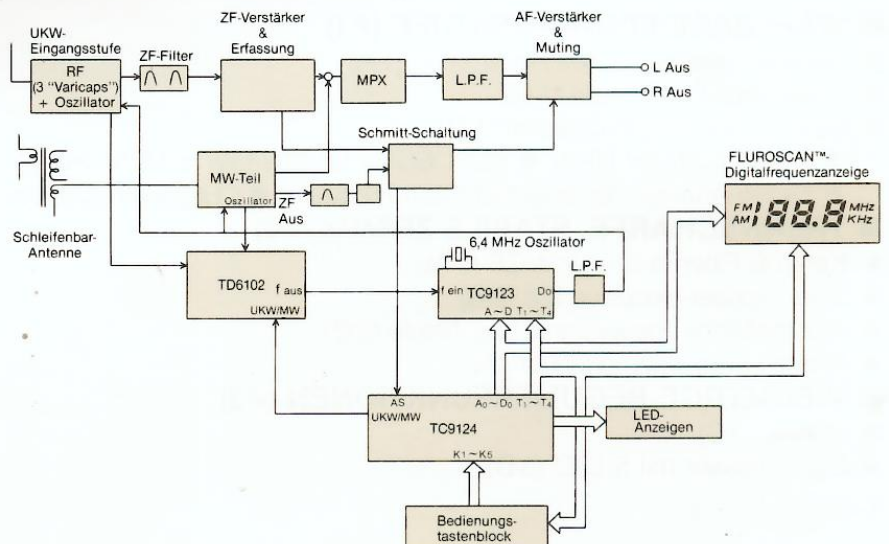 UKW-
Eingangsstufe
RF
(3 "Varicaps")
+ Oszillator
ZF-Filter
ZF-Verstärker
&
Erfassung
MPX
L.P.F.
AF-Verstärker
&
Muting
L Aus
R Aus
Schmitt-Schaltung
MW-Teil
Oszillator
ZF
Aus
Schleifenbar-
Antenne
FLUROSCAN™-
Digitalfrequenzanzeige
FM
AM
188.8
MHz
KHz
6,4 MHz Oszillator
L.P.F.
TD6102
f aus
UKW/MW
f ein
TC9123
Do
A~D T1~T4
AS
UKW/MW
A0~D0 T1~T4
TC9124
K1~K6
LED-
Anzeigen
Bedienungs-
tastenblock